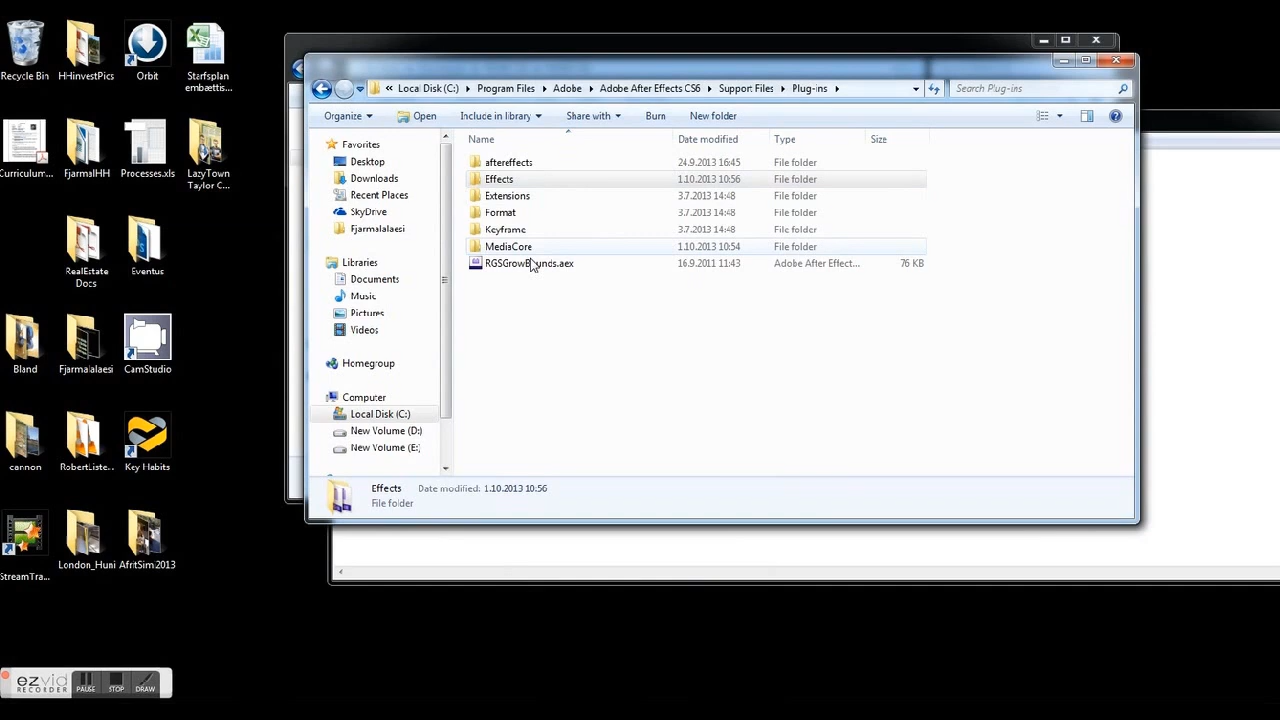 Recycle Bin
HHinvestPics
Orbit
Starfsplan
embættis...
Curriculum...
FjarmalHH
Processes.xls
LazyTown
Taylor C...
RealEstate
Docs
Eventus
Bland
Fjarmalalaesi
CamStudio
cannon
RobertListe...
Key Habits
StreamTra...
London_Huni
AfritSim2013
ezvid
RECORDER
PAUSE
STOP
DRAW
« Local Disk (C:) Program Files Adobe Adobe After Effects CS6 Support Files Plug-ins
Search Plug-ins
Organize Open Include in library Share with Burn New folder
Favorites
Desktop
Downloads
Recent Places
SkyDrive
Fjarmalalaesi
Libraries
Documents
Music
Pictures
Videos
Homegroup
Computer
Local Disk (C:)
New Volume (D:)
New Volume (E:)
Name Date modified Type Size
aftereffects 24.9.2013 16:45 File folder
Effects 1.10.2013 10:56 File folder
Extensions 3.7.2013 14:48 File folder
Format 3.7.2013 14:48 File folder
Keyframe 3.7.2013 14:48 File folder
MediaCore 1.10.2013 10:54 File folder
RGSGrowBounds.aex 16.9.2011 11:43 Adobe After Effect... 76 KB
Effects Date modified: 1.10.2013 10:56
File folder